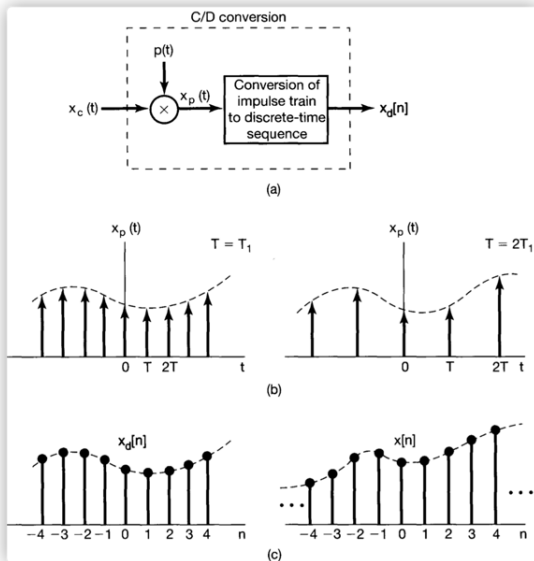 C/D conversion
p(t)
x_c (t)
×
x_p (t)
Conversion of
impulse train
to discrete-time
sequence
x_d[n]
(a)
x_p (t)
T = T_1
0 T 2T t
x_p (t)
T = 2T_1
0 T 2T t
(b)
x_d[n]
-4 -3 -2 -1 0 1 2 3 4 n
x[n]
... ...
-4 -3 -2 -1 0 1 2 3 4 n
(c)